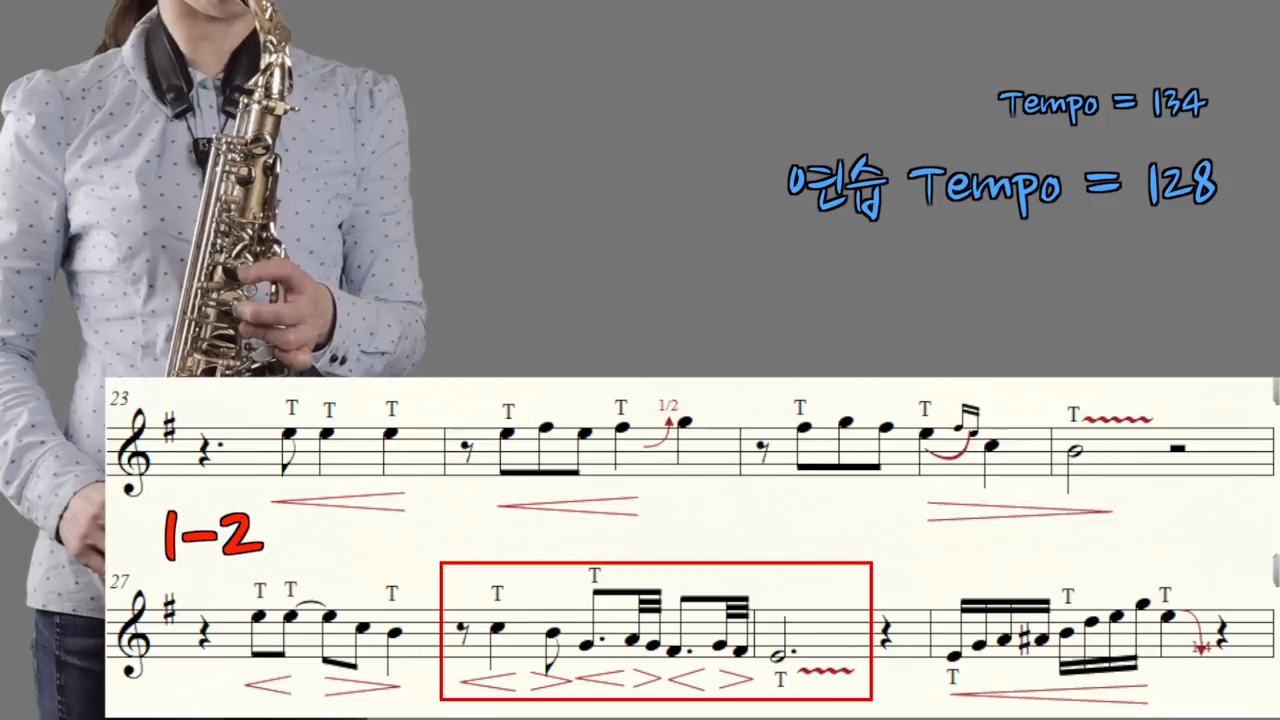 Tempo = 134
연습 Tempo = 128
23
T T T T T 1/2 T T T
1-2
27
T T T T T T T
T T